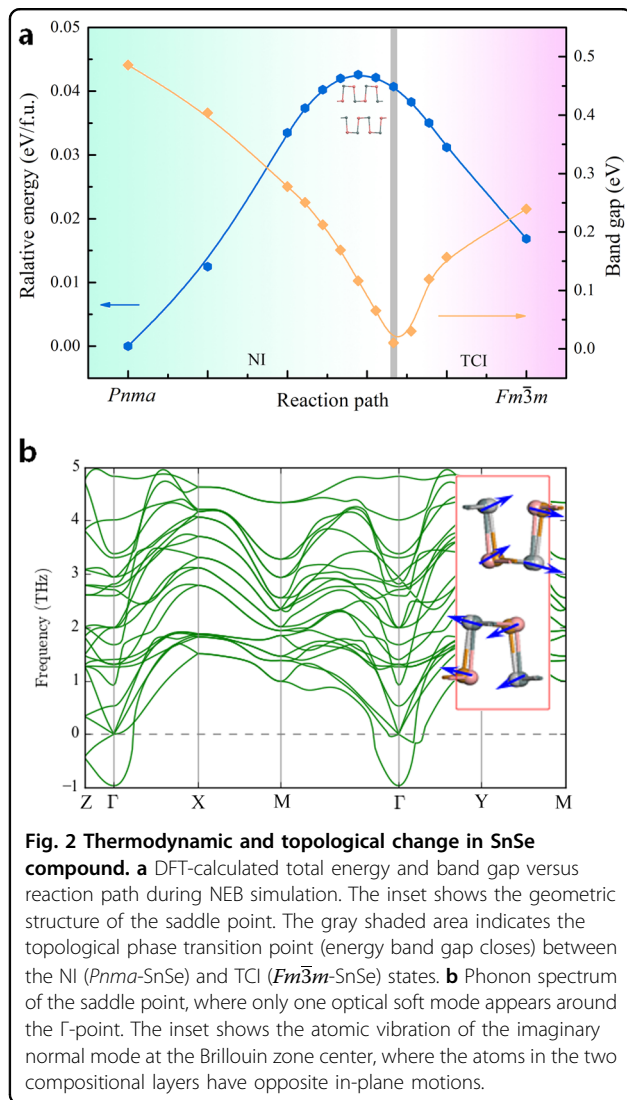 a
0.05
0.04
0.03
0.02
0.01
0.00
Ralative energy (eV/f.u.)
0.5
0.4
0.3
0.2
0.1
0.0
Band gap (eV)
NI
TCI
Pnma
Reaction path
Fm3̅m
b
5
4
3
2
1
0
−1
Frequency (THz)
Z Γ X M Γ Y M
Fig. 2 Thermodynamic and topological change in SnSe
compound. a DFT-calculated total energy and band gap versus
reaction path during NEB simulation. The inset shows the geometric
structure of the saddle point. The gray shaded area indicates the
topological phase transition point (energy band gap closes) between
the NI (Pnma-SnSe) and TCI (Fm3̅m-SnSe) states. b Phonon spectrum
of the saddle point, where only one optical soft mode appears around
the Γ-point. The inset shows the atomic vibration of the imaginary
normal mode at the Brillouin zone center, where the atoms in the two
compositional layers have opposite in-plane motions.